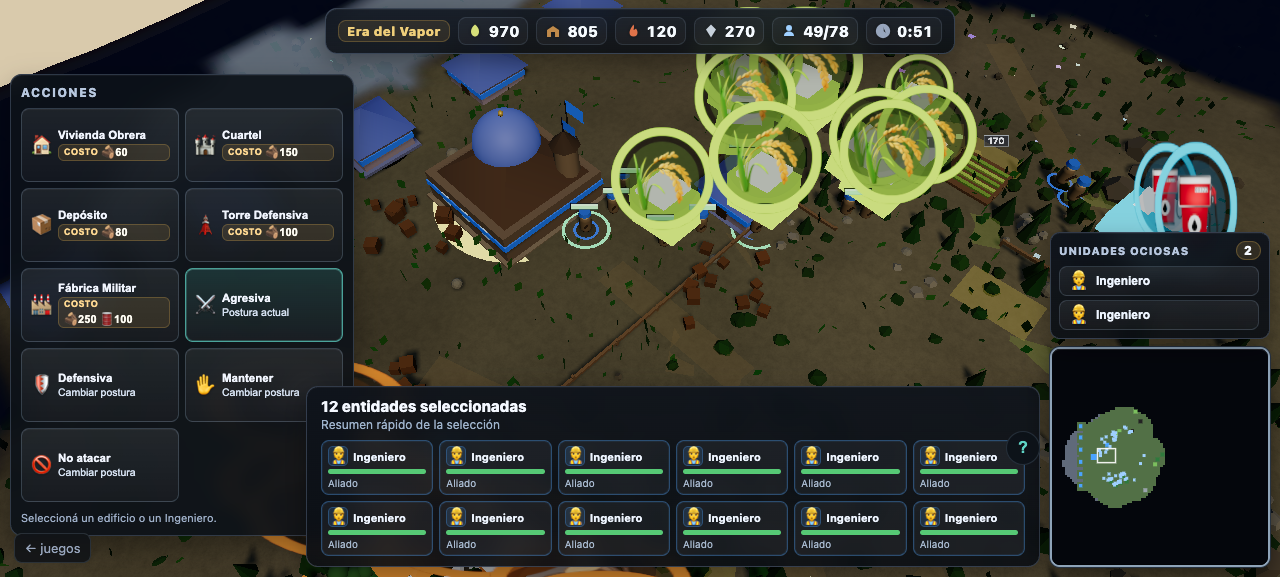 Era del Vapor
970
805
120
270
49/78
0:51
ACCIONES
Vivienda Obrera
COSTO 60
Cuartel
COSTO 150
Depósito
COSTO 80
Torre Defensiva
COSTO 100
Fábrica Militar
COSTO
250 100
Agresiva
Postura actual
Defensiva
Cambiar postura
Mantener
Cambiar postura
No atacar
Cambiar postura
Seleccioná un edificio o un Ingeniero.
← juegos
170
UNIDADES OCIOSAS 2
Ingeniero
Ingeniero
12 entidades seleccionadas
Resumen rápido de la selección
?
Ingeniero
Aliado
Ingeniero
Aliado
Ingeniero
Aliado
Ingeniero
Aliado
Ingeniero
Aliado
Ingeniero
Aliado
Ingeniero
Aliado
Ingeniero
Aliado
Ingeniero
Aliado
Ingeniero
Aliado
Ingeniero
Aliado
Ingeniero
Aliado